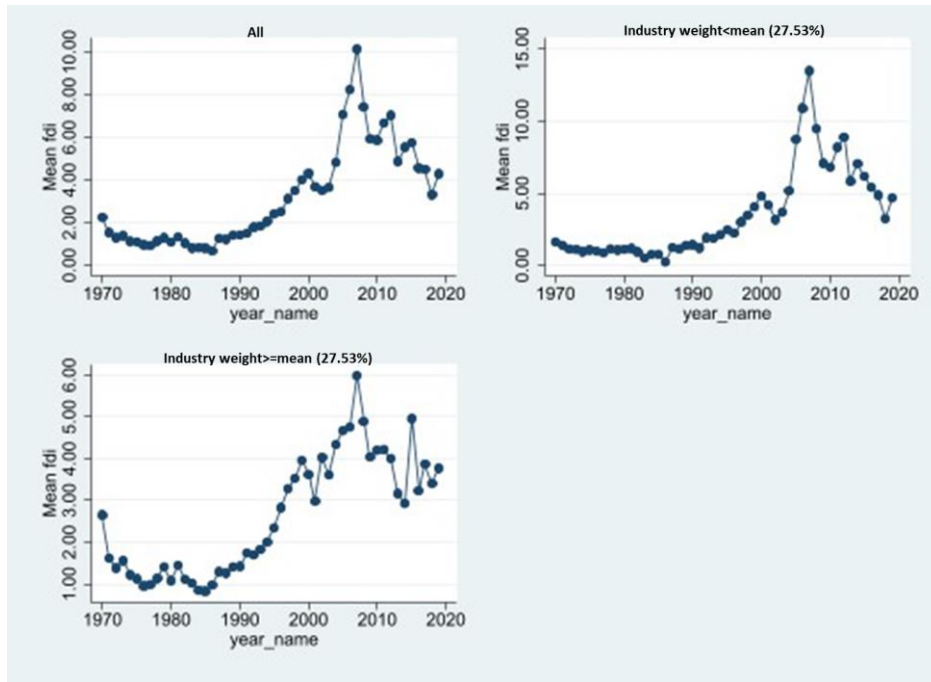 All
Mean fdi
10.00
8.00
6.00
4.00
2.00
0.00
1970 1980 1990 2000 2010 2020
year_name
Industry weight<mean (27.53%)
Mean fdi
15.00
10.00
5.00
0.00
1970 1980 1990 2000 2010 2020
year_name
Industry weight>=mean (27.53%)
Mean fdi
6.00
5.00
4.00
3.00
2.00
1.00
1970 1980 1990 2000 2010 2020
year_name